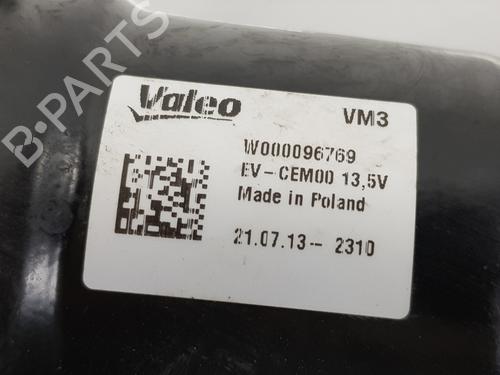 B-PARTS
Valeo
VM3
W000096769
EV-CEM00 13,5V
Made in Poland
21.07.13- 2310